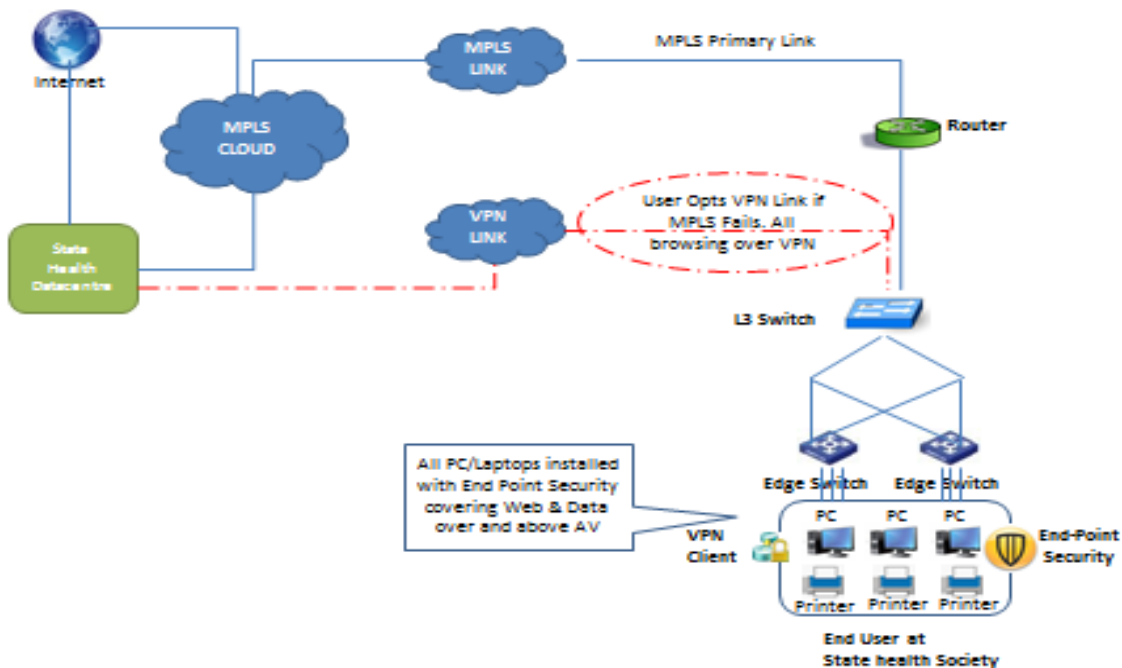 MPLS
LINK
MPLS Primary Link
Internet
MPLS
CLOUD
Router
User Opts VPN Link if
MPLS Fails. All
browsing over VPN
VPN
LINK
State
Health
Datacentre
L3 Switch
All PC/Laptops installed
with End Point Security
covering Web & Data
over and above AV
Edge Switch
Edge Switch
PC
PC
PC
VPN
Client
End-Point
Security
Printer
Printer
Printer
End User at
State health Society